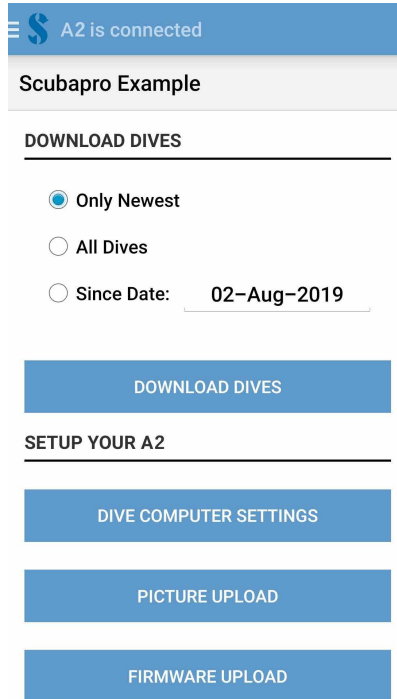 A2 is connected
Scubapro Example
DOWNLOAD DIVES
Only Newest
All Dives
Since Date: 02-Aug-2019
DOWNLOAD DIVES
SETUP YOUR A2
DIVE COMPUTER SETTINGS
PICTURE UPLOAD
FIRMWARE UPLOAD